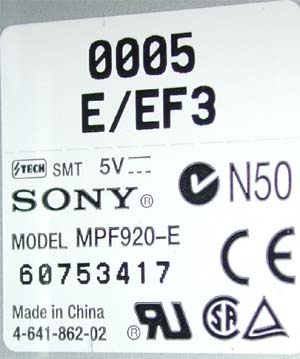 0005
E/EF3
TECH SMT 5V
SONY® N50
MODEL MPF920-E
60753417
Made in China
4-641-862-02